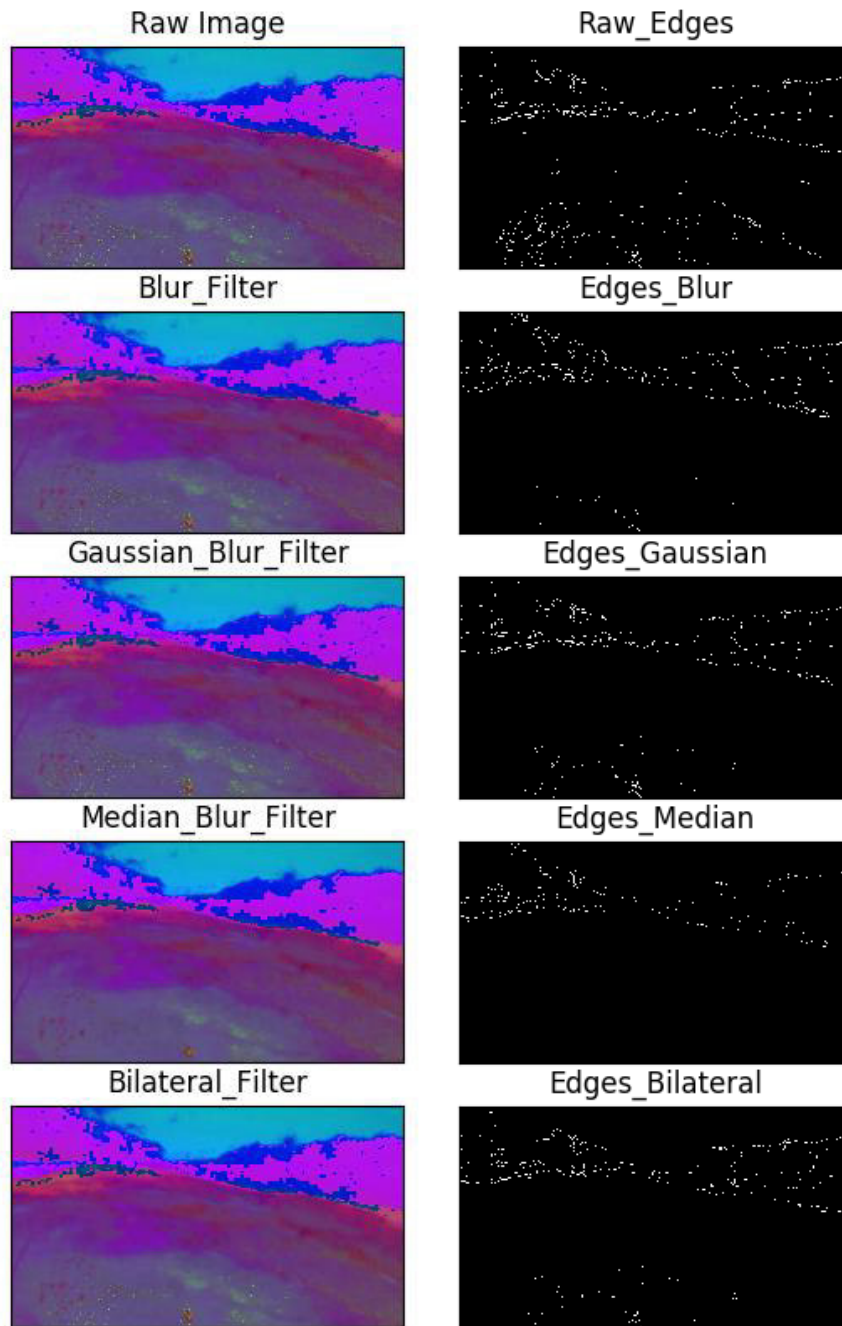 Raw Image
Raw_Edges
Blur_Filter
Edges_Blur
Gaussian_Blur_Filter
Edges_Gaussian
Median_Blur_Filter
Edges_Median
Bilateral_Filter
Edges_Bilateral